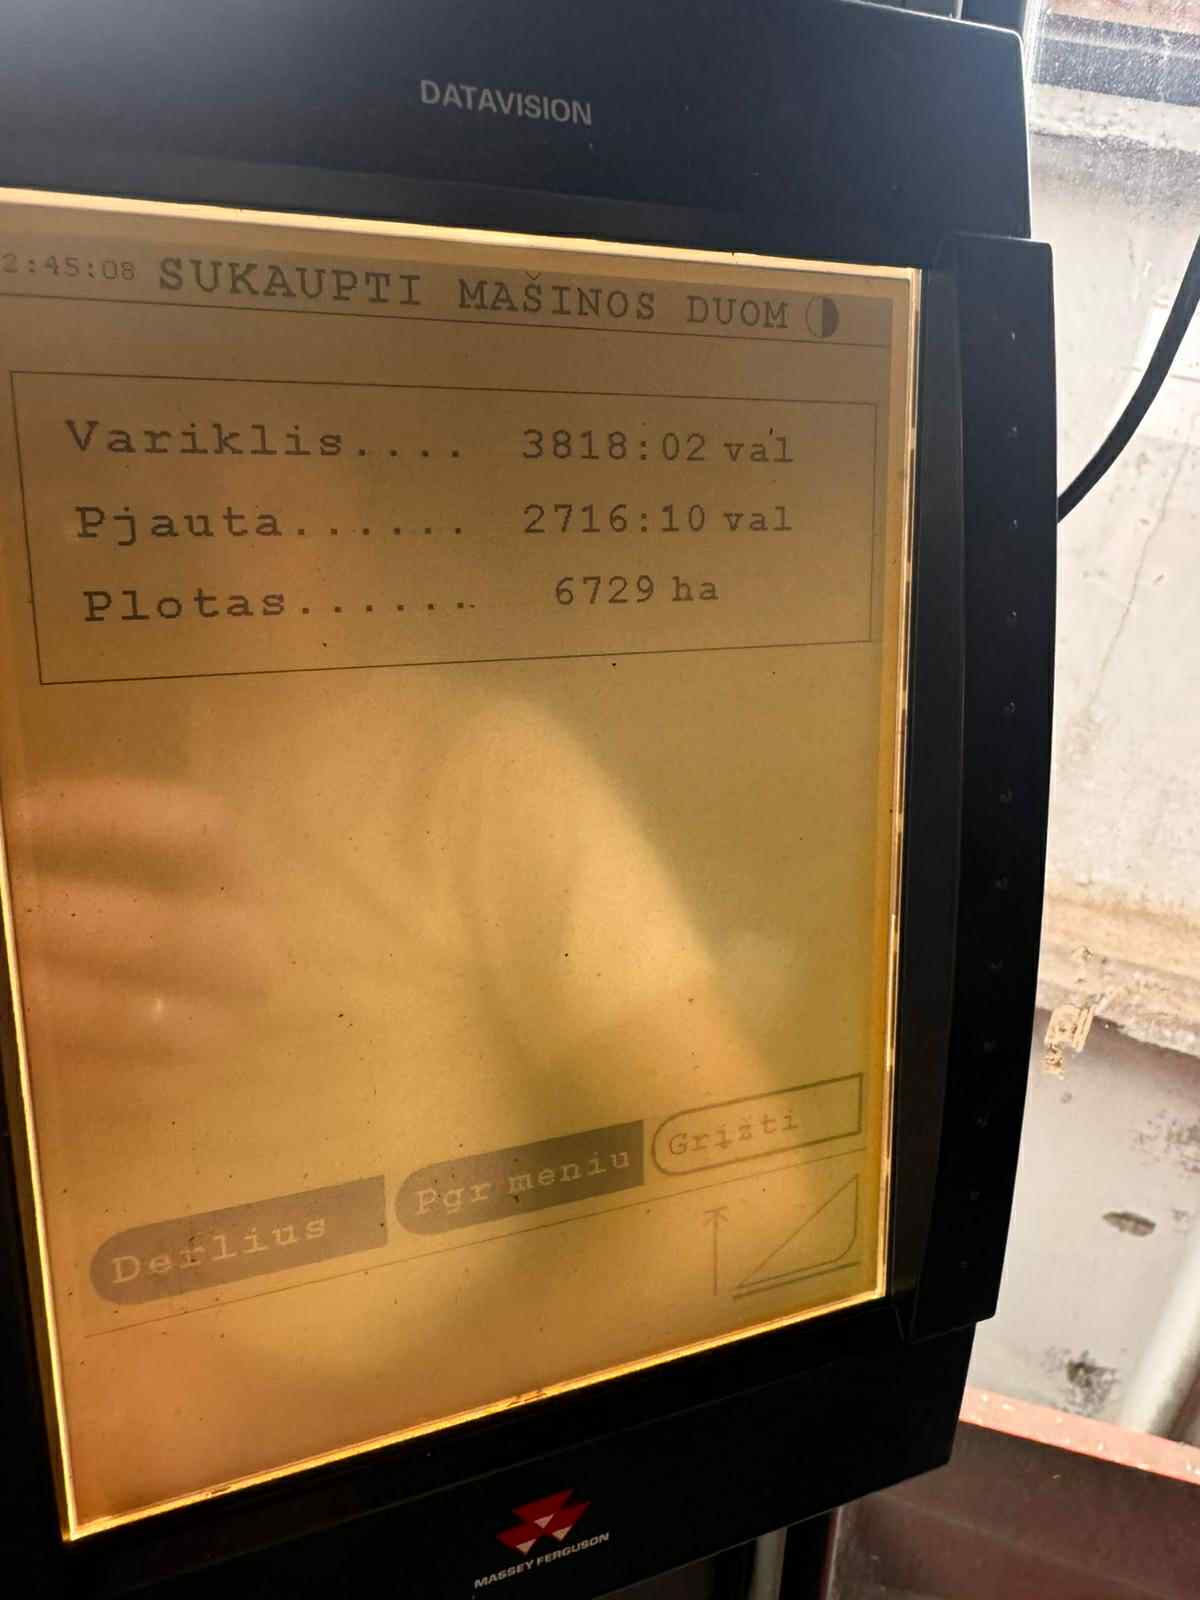 DATAVISION
2:45:08 SUKAUPTI MAŠINOS DUOM
Variklis.... 3818:02 val
Pjauta...... 2716:10 val
Plotas...... 6729 ha
Derlius Pgr meniu Grįžti
MASSEY FERGUSON